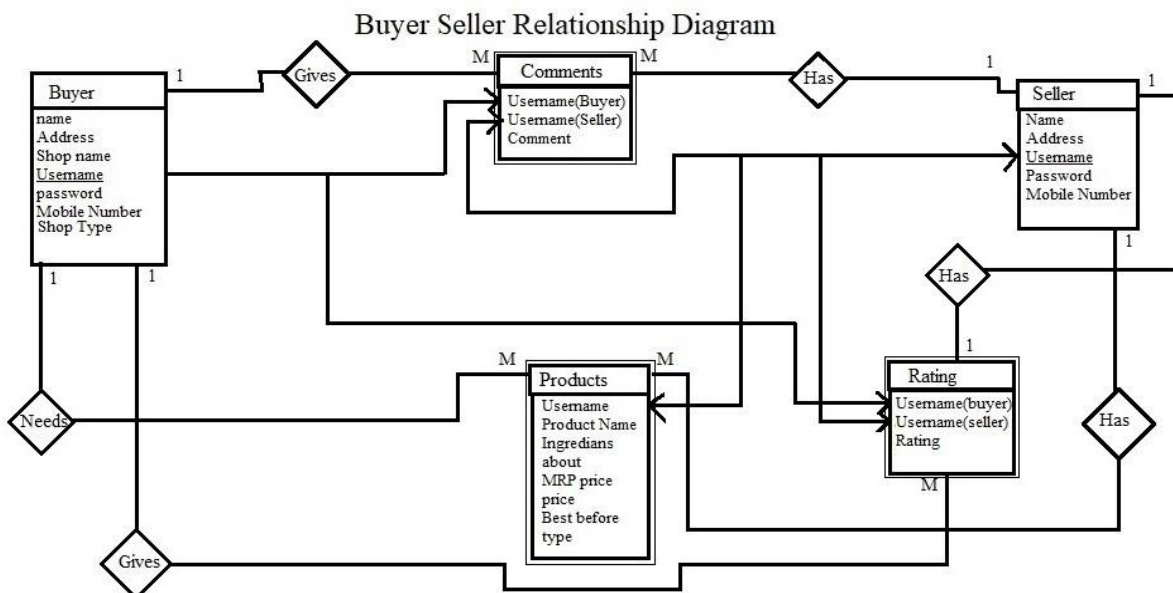 Buyer Seller Relationship Diagram
Buyer
name
Address
Shop name
Username
password
Mobile Number
Shop Type
1
Gives
M
Comments
Username(Buyer)
Username(Seller)
Comment
M
Has
1
Seller
Name
Address
Username
Password
Mobile Number
1
1
1
1
Has
1
Needs
M
Products
Username
Product Name
Ingredians
about
MRP price
price
Best before
type
M
Rating
Username(buyer)
Username(seller)
Rating
M
Has
Gives